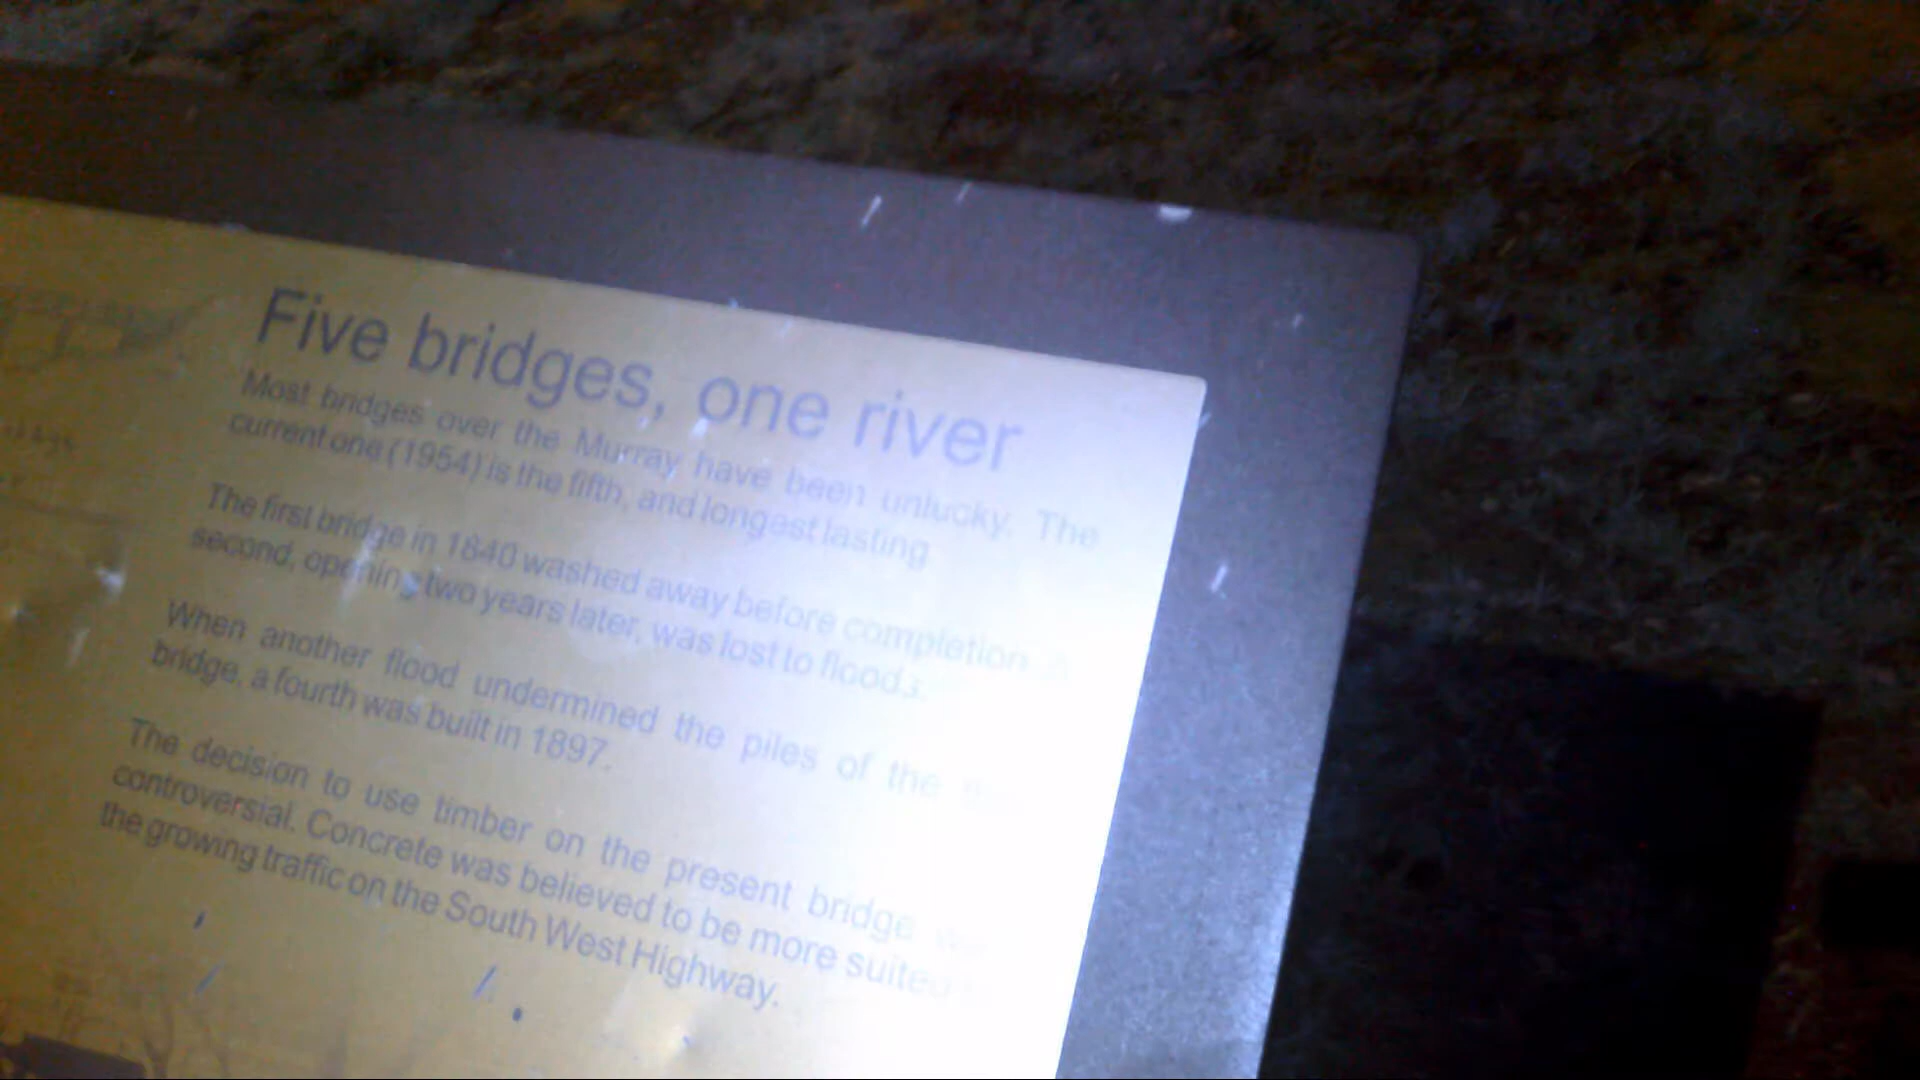 Five bridges, one river
Most bridges over the Murray have been unlucky. The
current one (1954) is the fifth, and longest lasting
The first bridge in 1840 washed away before completion
second, opening two years later, was lost to floods.
When another flood undermined the piles of the
bridge, a fourth was built in 1897.
The decision to use timber on the present bridge
controversial. Concrete was believed to be more suited
the growing traffic on the South West Highway.